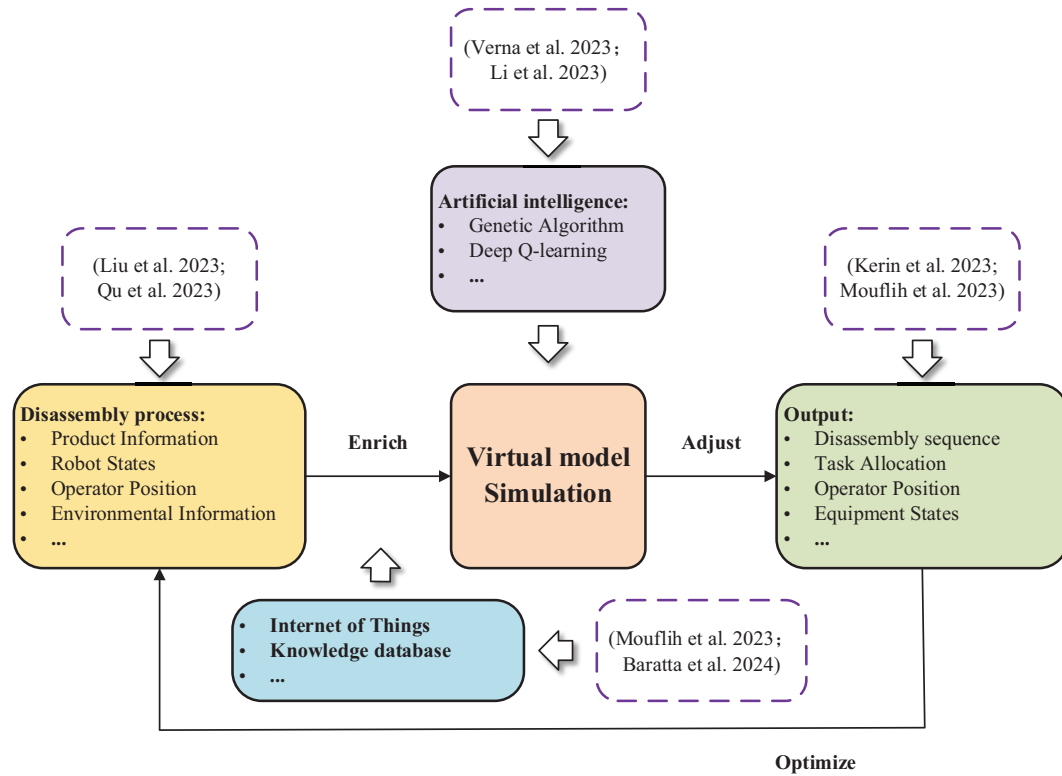 (Verna et al. 2023;
Li et al. 2023)
Artificial intelligence:
• Genetic Algorithm
• Deep Q-learning
• ...
(Liu et al. 2023;
Qu et al. 2023)
(Kerin et al. 2023;
Mouflih et al. 2023)
Disassembly process:
• Product Information
• Robot States
• Operator Position
• Environmental Information
• ...
Enrich
Virtual model
Simulation
Adjust
Output:
• Disassembly sequence
• Task Allocation
• Operator Position
• Equipment States
• ...
• Internet of Things
• Knowledge database
• ...
(Mouflih et al. 2023;
Baratta et al. 2024)
Optimize